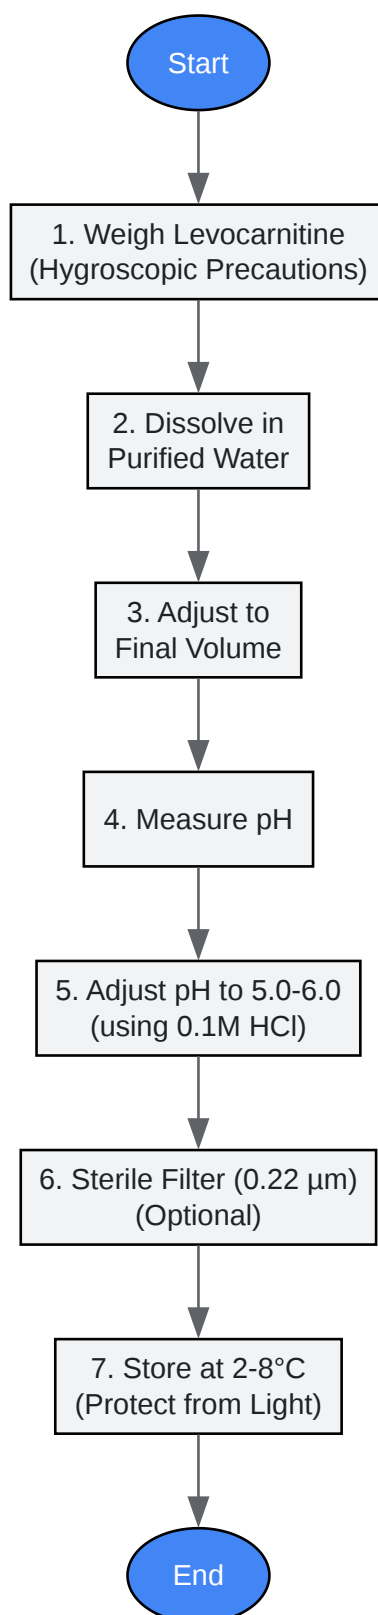 Start
1. Weigh Levocarnitine
(Hygroscopic Precautions)
2. Dissolve in
Purified Water
3. Adjust to
Final Volume
4. Measure pH
5. Adjust pH to 5.0-6.0
(using 0.1M HCl)
6. Sterile Filter (0.22 µm)
(Optional)
7. Store at 2-8°C
(Protect from Light)
End